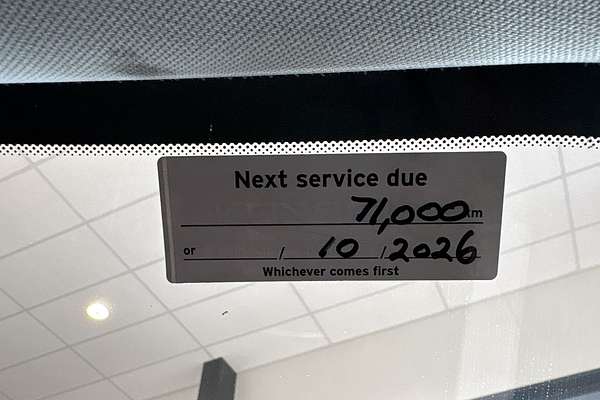 Next service due
71,000 km
or / 10 / 2026
Whichever comes first